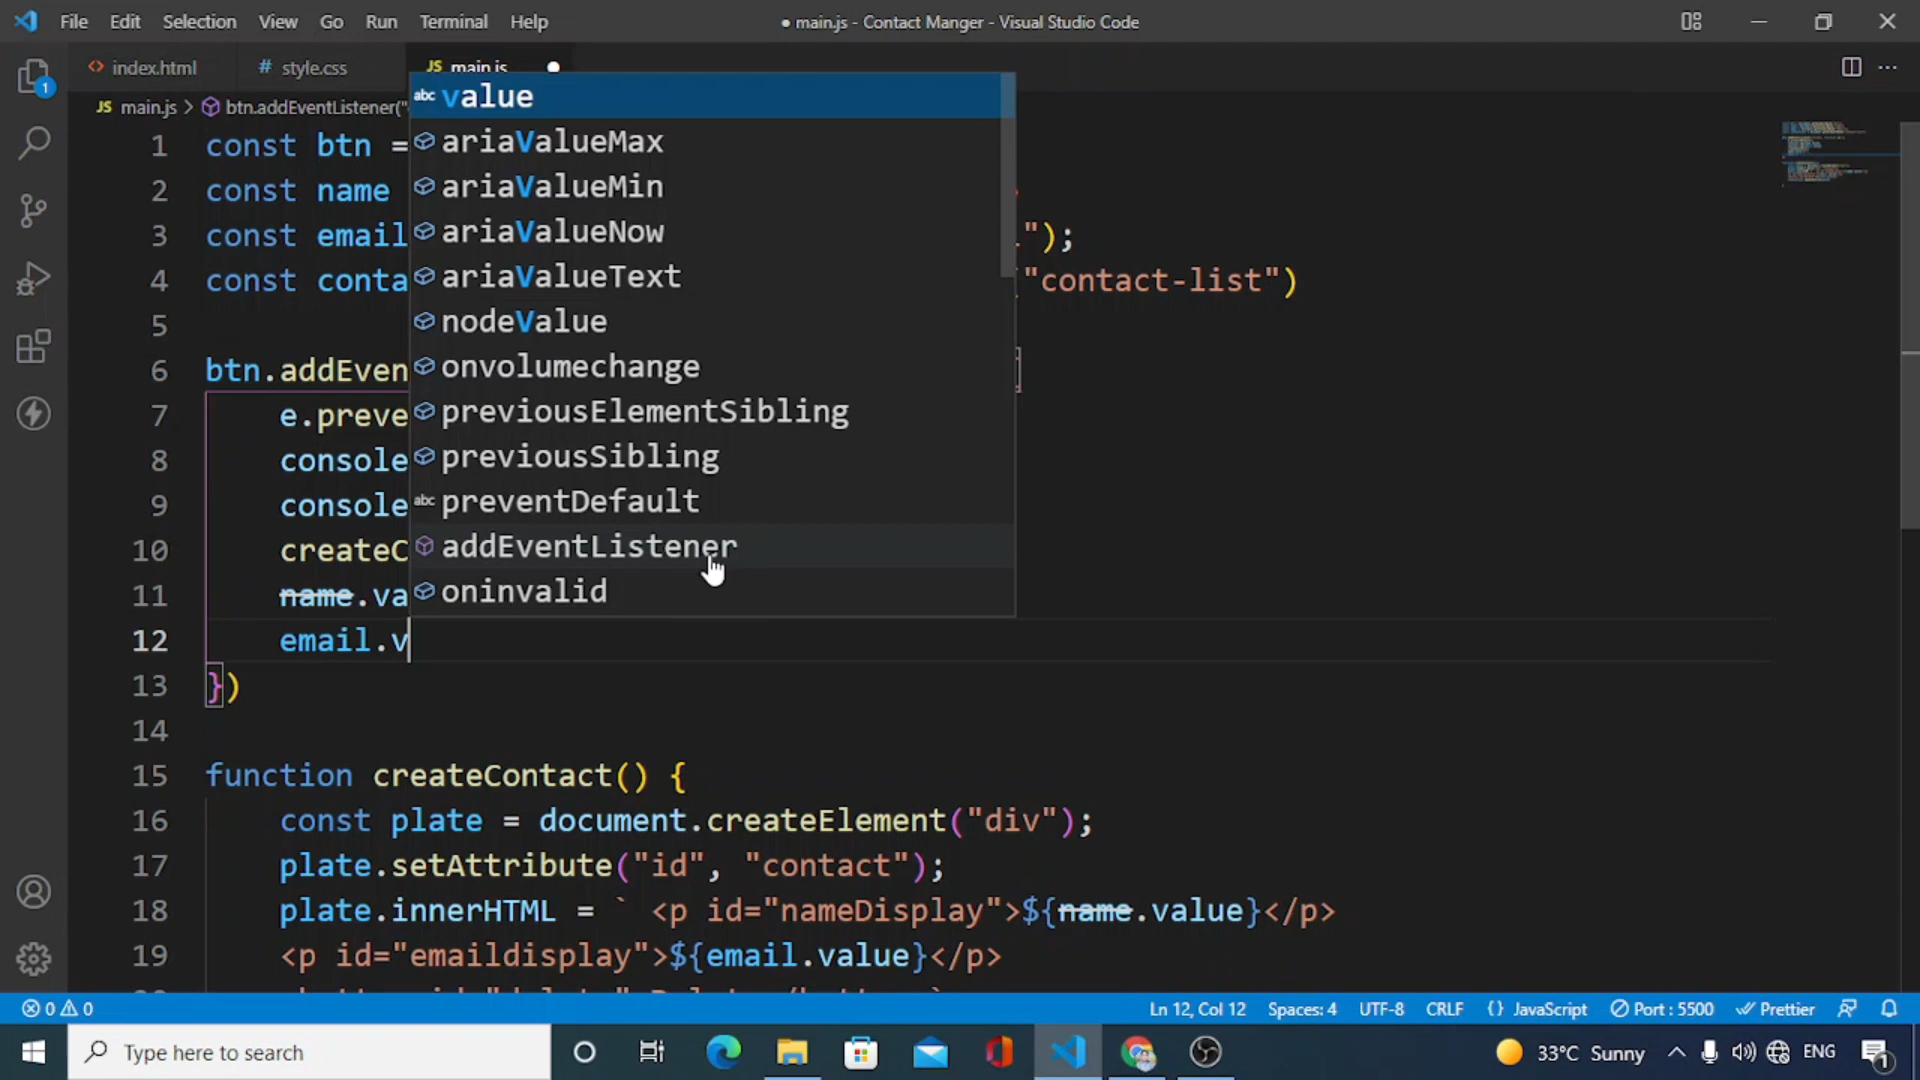 File Edit Selection View Go Run Terminal Help ● main.js - Contact Manger - Visual Studio Code
index.html # style.css JS main.js
JS main.js > btn.addEventListener("
value
ariaValueMax
ariaValueMin
ariaValueNow
ariaValueText
nodeValue
onvolumechange
previousElementSibling
previousSibling
preventDefault
addEventListener
oninvalid
1 const btn =
2 const name
3 const email ");
4 const conta ("contact-list")
5
6 btn.addEven
7 e.preve
8 console
9 console
10 createC
11 name.va
12 email.v
13 })
14
15 function createContact() {
16 const plate = document.createElement("div");
17 plate.setAttribute("id", "contact");
18 plate.innerHTML = ` <p id="nameDisplay">${name.value}</p>
19 <p id="emaildisplay">${email.value}</p>
0 0 Ln 12, Col 12 Spaces: 4 UTF-8 CRLF {} JavaScript Port : 5500 Prettier
Type here to search 33°C Sunny ENG 1